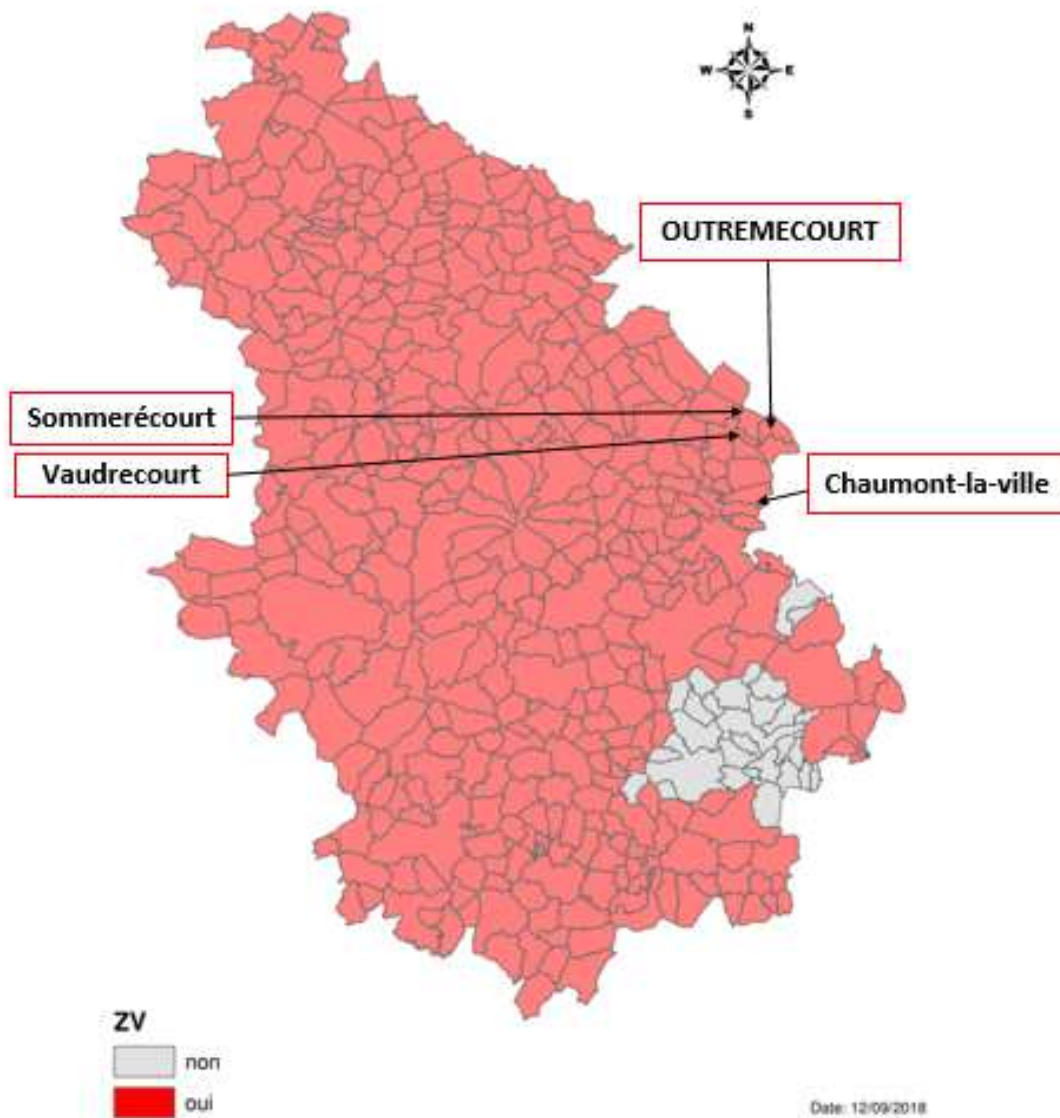 N
W E
S
OUTREMECOURT
Sommerécourt
Vaudrecourt
Chaumont-la-ville
ZV
non
oui
Date: 12/09/2018